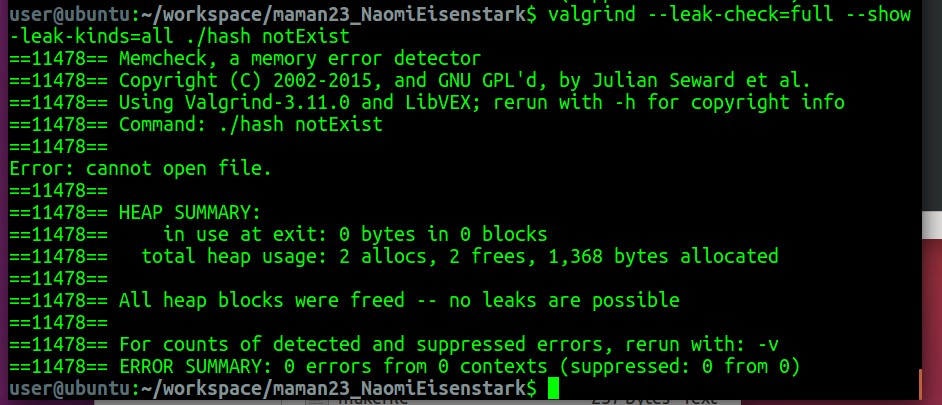 user@ubuntu:~/workspace/maman23_NaomiEisenstark$ valgrind --leak-check=full --show
-leak-kinds=all ./hash notExist
==11478== Memcheck, a memory error detector
==11478== Copyright (C) 2002-2015, and GNU GPL'd, by Julian Seward et al.
==11478== Using Valgrind-3.11.0 and LibVEX; rerun with -h for copyright info
==11478== Command: ./hash notExist
==11478==
Error: cannot open file.
==11478==
==11478== HEAP SUMMARY:
==11478==     in use at exit: 0 bytes in 0 blocks
==11478==   total heap usage: 2 allocs, 2 frees, 1,368 bytes allocated
==11478==
==11478== All heap blocks were freed -- no leaks are possible
==11478==
==11478== For counts of detected and suppressed errors, rerun with: -v
==11478== ERROR SUMMARY: 0 errors from 0 contexts (suppressed: 0 from 0)
user@ubuntu:~/workspace/maman23_NaomiEisenstark$